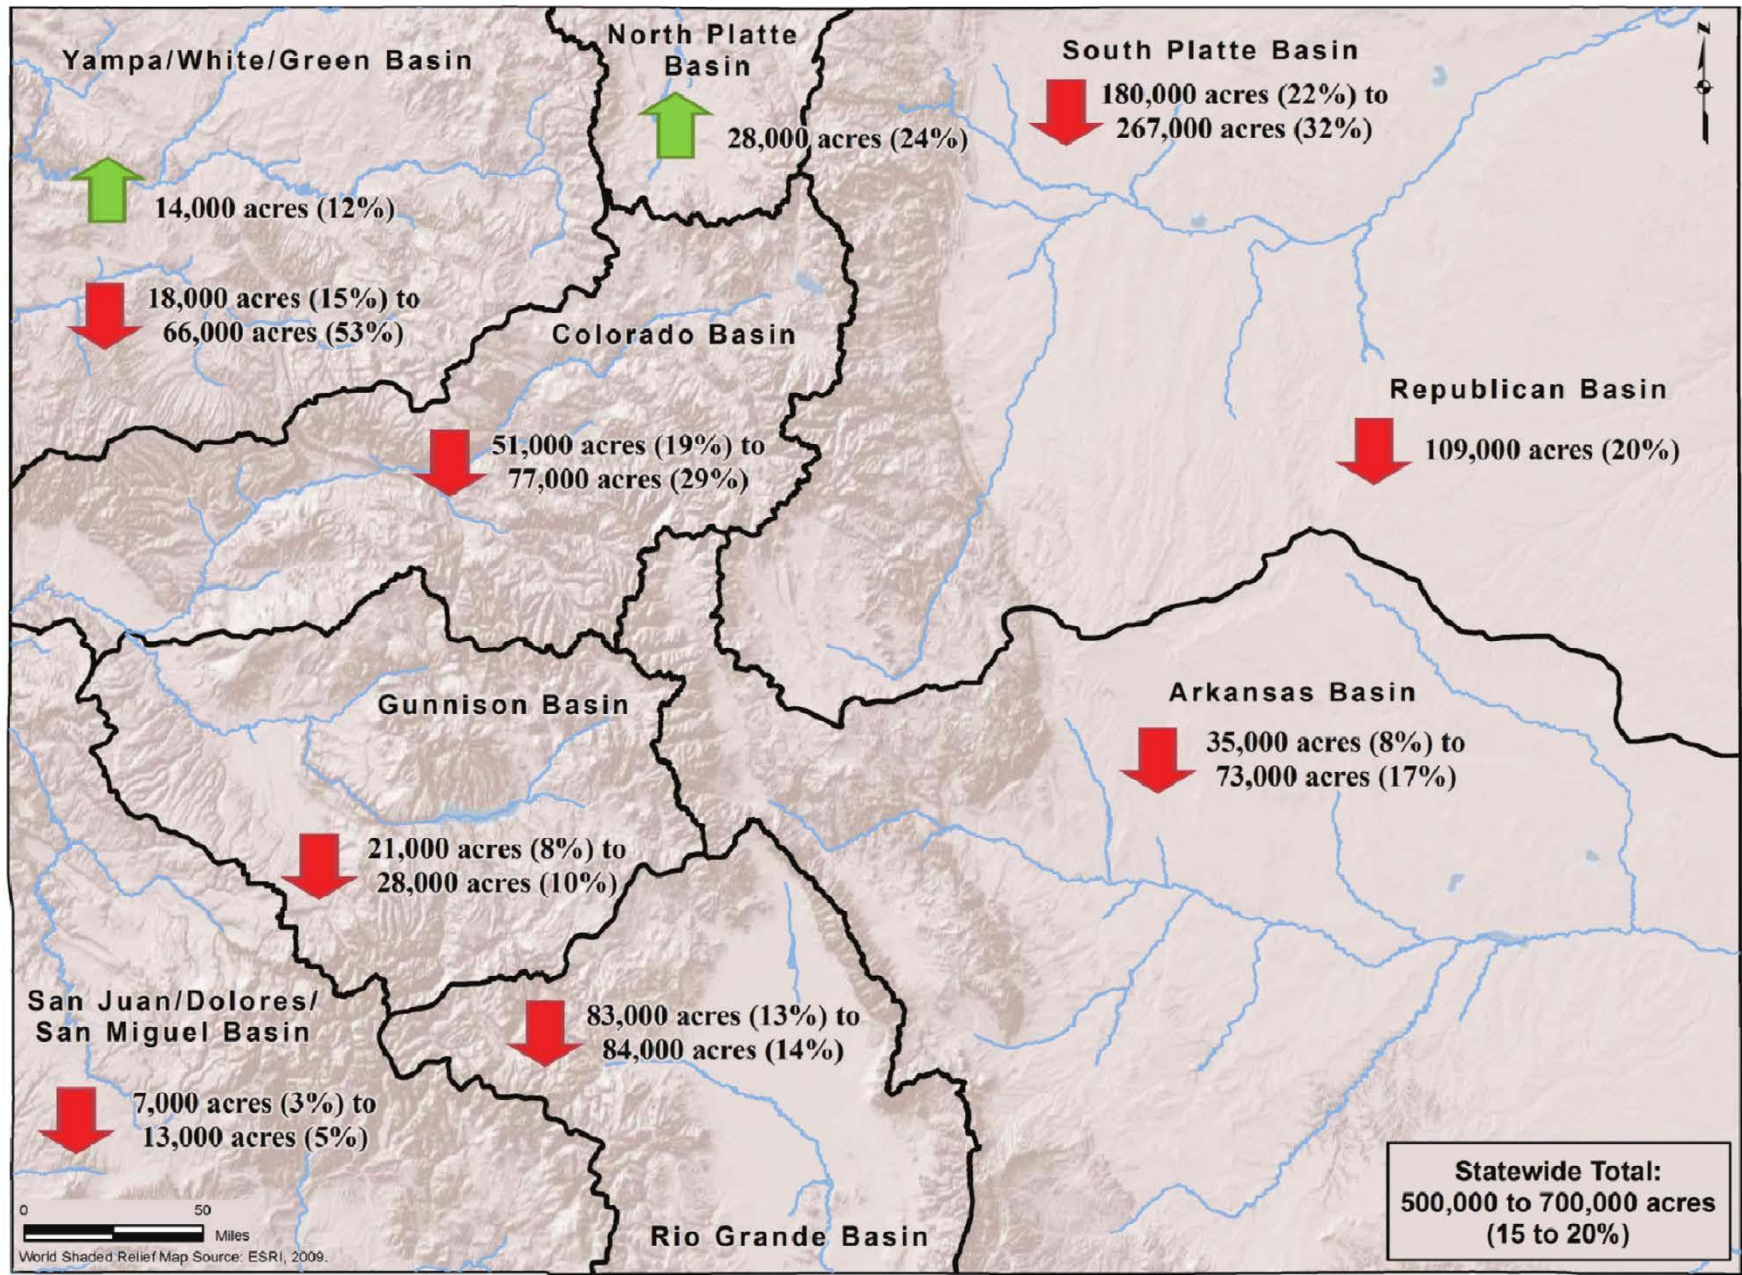 Yampa/White/Green Basin
14,000 acres (12%)
18,000 acres (15%) to
66,000 acres (53%)
North Platte
Basin
28,000 acres (24%)
South Platte Basin
180,000 acres (22%) to
267,000 acres (32%)
N
Colorado Basin
51,000 acres (19%) to
77,000 acres (29%)
Republican Basin
109,000 acres (20%)
Gunnison Basin
21,000 acres (8%) to
28,000 acres (10%)
Arkansas Basin
35,000 acres (8%) to
73,000 acres (17%)
San Juan/Dolores/
San Miguel Basin
7,000 acres (3%) to
13,000 acres (5%)
83,000 acres (13%) to
84,000 acres (14%)
Rio Grande Basin
Statewide Total:
500,000 to 700,000 acres
(15 to 20%)
0 50
Miles
World Shaded Relief Map Source: ESRI, 2009.